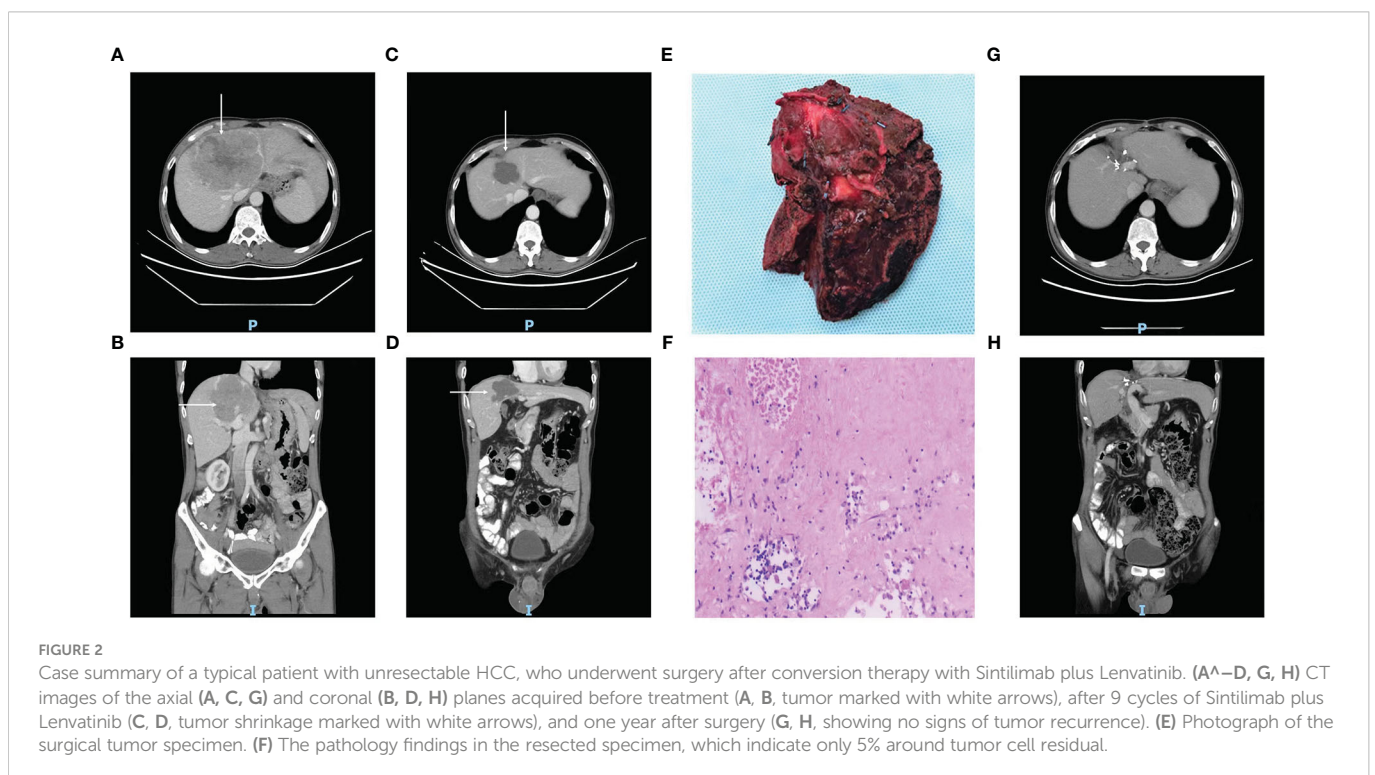 A
C
E
G
P
P
P
B
D
F
H
I
I
I
FIGURE 2
Case summary of a typical patient with unresectable HCC, who underwent surgery after conversion therapy with Sintilimab plus Lenvatinib. (A^–D, G, H) CT
images of the axial (A, C, G) and coronal (B, D, H) planes acquired before treatment (A, B, tumor marked with white arrows), after 9 cycles of Sintilimab plus
Lenvatinib (C, D, tumor shrinkage marked with white arrows), and one year after surgery (G, H, showing no signs of tumor recurrence). (E) Photograph of the
surgical tumor specimen. (F) The pathology findings in the resected specimen, which indicate only 5% around tumor cell residual.